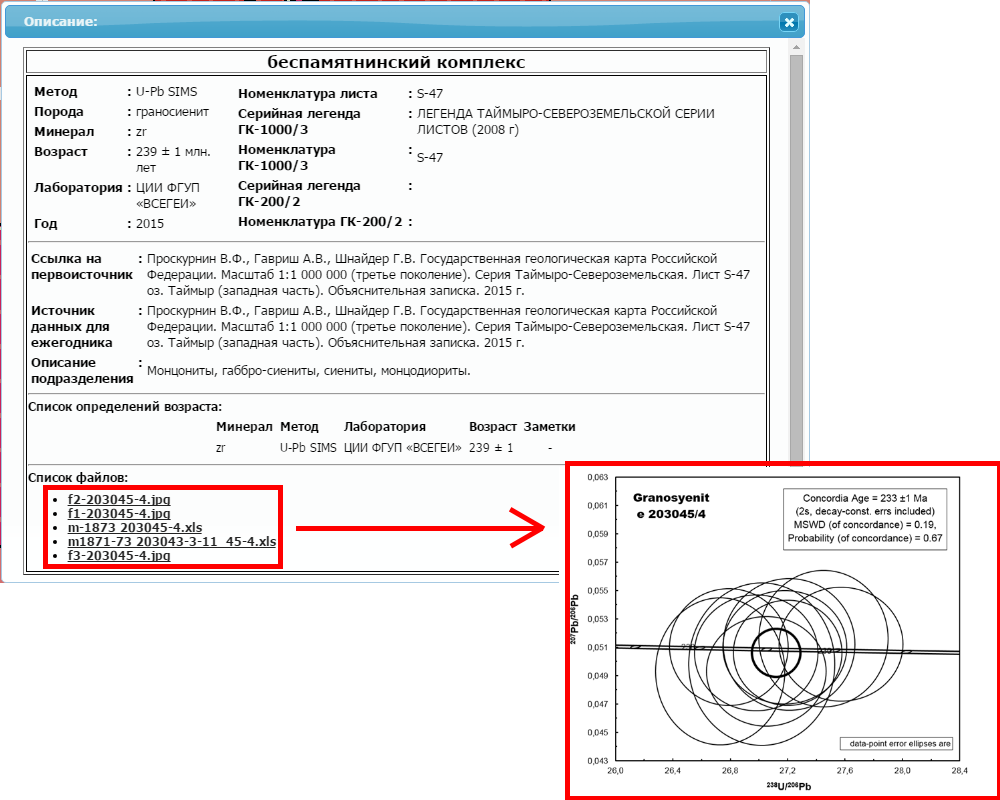 Описание:
беспамятнинский комплекс
Метод : U-Pb SIMS
Порода : граносиенит
Минерал : zr
Возраст : 239 ± 1 млн.
лет
Лаборатория : ЦИИ ФГУП
«ВСЕГЕИ»
Год : 2015
Номенклатура листа : S-47
Серийная легенда : ЛЕГЕНДА ТАЙМЫРО-СЕВЕРОЗЕМЕЛЬСКОЙ СЕРИИ
ГК-1000/3 ЛИСТОВ (2008 г)
Номенклатура :
ГК-1000/3 S-47
Серийная легенда :
ГК-200/2
Номенклатура ГК-200/2 :
Ссылка на : Проскурнин В.Ф., Гавриш А.В., Шнайдер Г.В. Государственная геологическая карта Российской
первоисточник Федерации. Масштаб 1:1 000 000 (третье поколение). Серия Таймыро-Североземельская. Лист S-47
оз. Таймыр (западная часть). Объяснительная записка. 2015 г.
Источник : Проскурнин В.Ф., Гавриш А.В., Шнайдер Г.В. Государственная геологическая карта Российской
данных для Федерации. Масштаб 1:1 000 000 (третье поколение). Серия Таймыро-Североземельская. Лист S-47
ежегодника оз. Таймыр (западная часть). Объяснительная записка. 2015 г.
Описание :
подразделения Монцониты, габбро-сиениты, сиениты, монцодиориты.
Список определений возраста:
Минерал Метод Лаборатория Возраст Заметки
zr U-Pb SIMS ЦИИ ФГУП «ВСЕГЕИ» 239 ± 1 -
Список файлов:
f2-203045-4.jpg
f1-203045-4.jpg
m-1873 203045-4.xls
m1871-73 203043-3-11_45-4.xls
f3-203045-4.jpg
Granosyenit
e 203045/4
Concordia Age = 233 ±1 Ma
(2s, decay-const. errs included)
MSWD (of concordance) = 0.19,
Probability (of concordance) = 0.67
0,063
0,061
0,059
0,057
0,055
0,053
0,051
0,049
0,047
0,045
0,043
207Pb/206Pb
data-point error ellipses are
26,0 26,4 26,8 27,2 27,6 28,0 28,4
238U/206Pb